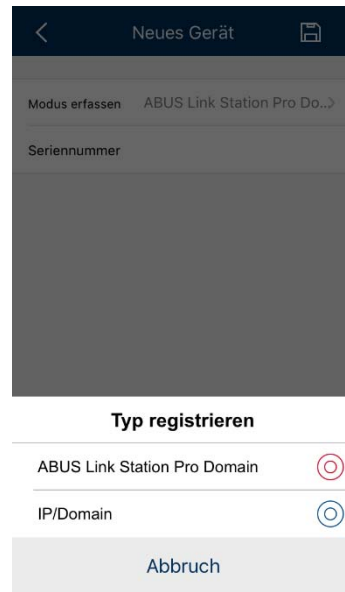 Neues Gerät
Modus erfassen ABUS Link Station Pro Do..
Seriennummer
Typ registrieren
ABUS Link Station Pro Domain
IP/Domain
Abbruch